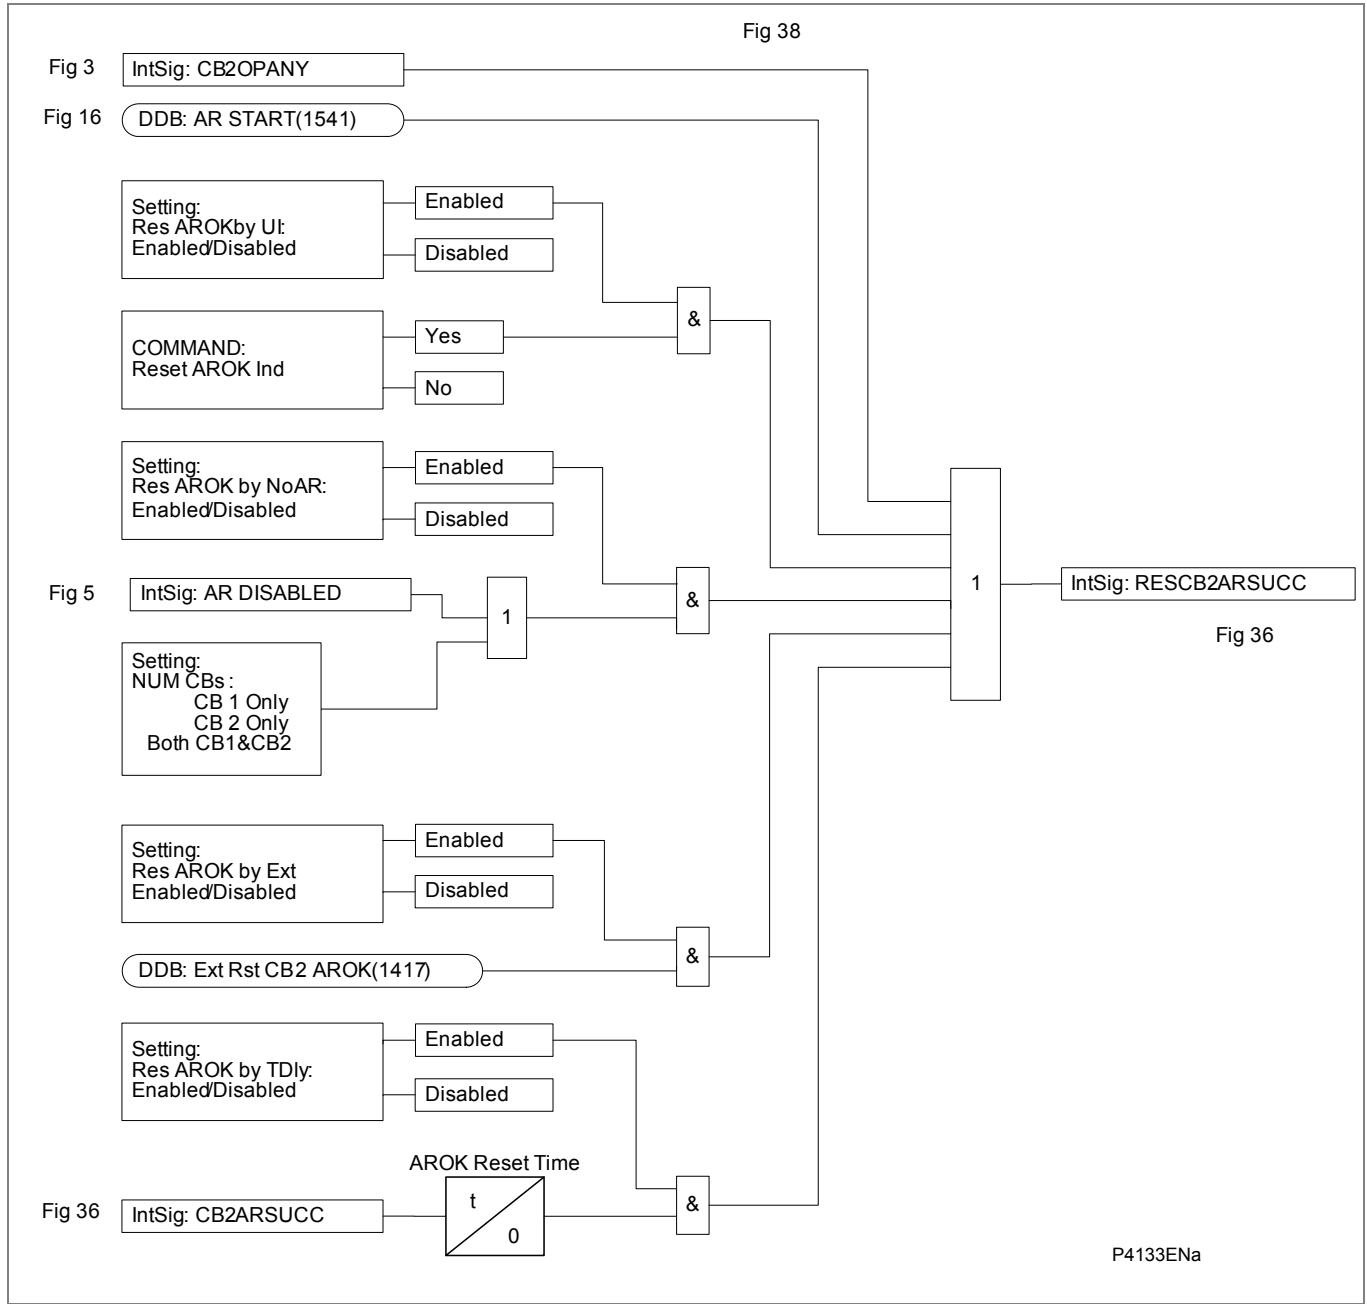 Fig 38
Fig 3
IntSig: CB2OPANY
Fig 16
DDB: AR START(1541)
Setting:
Res AROKby UI:
Enabled/Disabled
Enabled
Disabled
&
COMMAND:
Reset AROK Ind
Yes
No
Setting:
Res AROK by NoAR:
Enabled/Disabled
Enabled
Disabled
&
Fig 5
IntSig: AR DISABLED
1
Setting:
NUM CBs :
CB 1 Only
CB 2 Only
Both CB1&CB2
1
IntSig: RESCB2ARSUCC
Fig 36
Setting:
Res AROK by Ext
Enabled/Disabled
Enabled
Disabled
&
DDB: Ext Rst CB2 AROK(1417)
Setting:
Res AROK by TDly:
Enabled/Disabled
Enabled
Disabled
AROK Reset Time
t
0
&
Fig 36
IntSig: CB2ARSUCC
P4133ENa